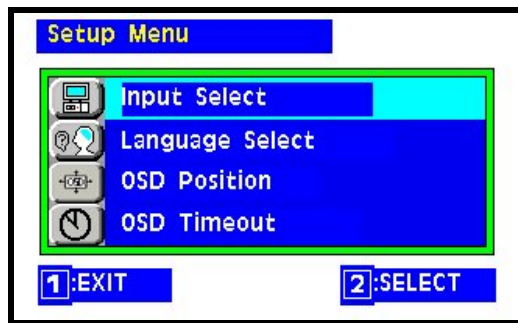 Setup Menu
Input Select
Language Select
OSD Position
OSD Timeout
1:EXIT 2:SELECT